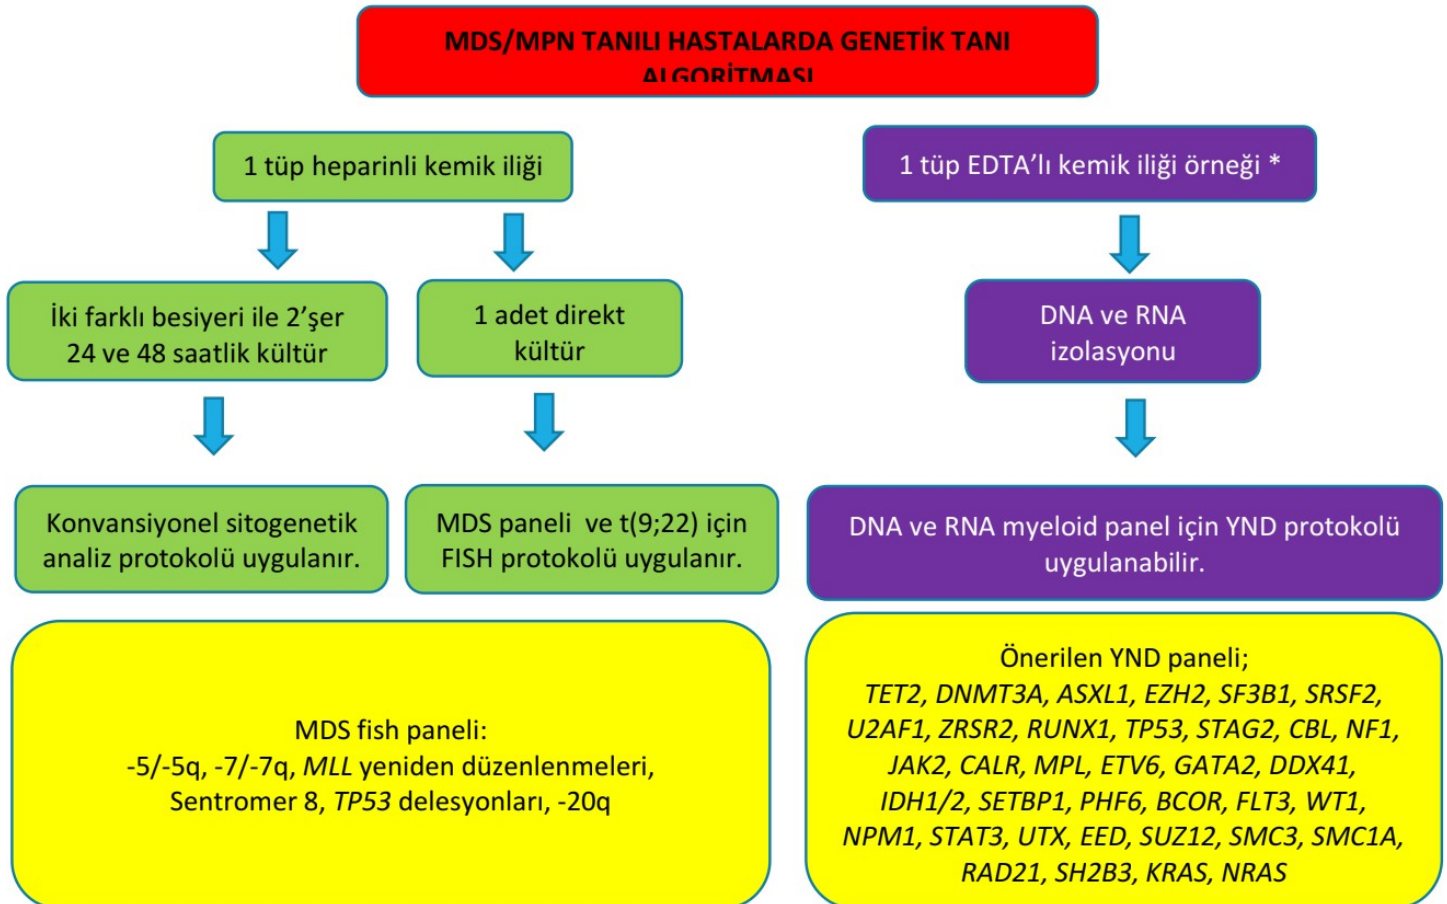 MDS/MPN TANILI HASTALARDA GENETİK TANI
ALGORİTMASI
1 tüp heparinli kemik iliği
1 tüp EDTA’lı kemik iliği örneği *
İki farklı besiyeri ile 2’şer
24 ve 48 saatlik kültür
1 adet direkt
kültür
DNA ve RNA
izolasyonu
Konvansiyonel sitogenetik
analiz protokolü uygulanır.
MDS paneli ve t(9;22) için
FISH protokolü uygulanır.
DNA ve RNA myeloid panel için YND protokolü
uygulanabilir.
MDS fish paneli:
-5/-5q, -7/-7q, MLL yeniden düzenlenmeleri,
Sentromer 8, TP53 delesyonları, -20q
Önerilen YND paneli;
TET2, DNMT3A, ASXL1, EZH2, SF3B1, SRSF2,
U2AF1, ZRSR2, RUNX1, TP53, STAG2, CBL, NF1,
JAK2, CALR, MPL, ETV6, GATA2, DDX41,
IDH1/2, SETBP1, PHF6, BCOR, FLT3, WT1,
NPM1, STAT3, UTX, EED, SUZ12, SMC3, SMC1A,
RAD21, SH2B3, KRAS, NRAS